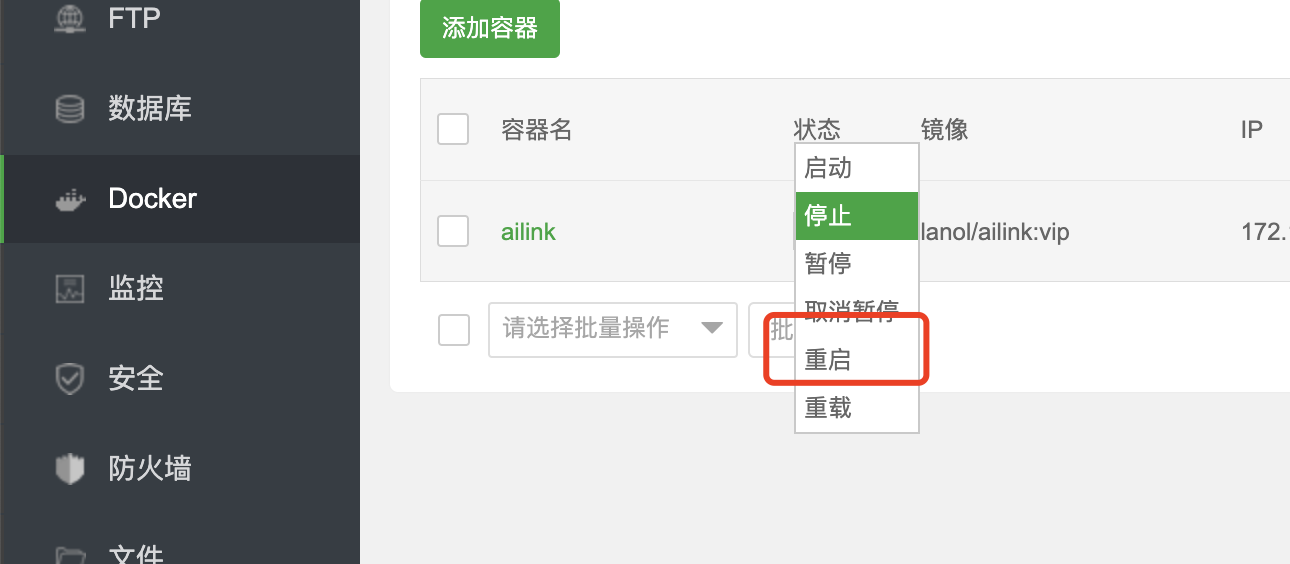 FTP
数据库
Docker
监控
安全
防火墙
文件
添加容器
容器名
状态
镜像
IP
ailink
lanol/ailink:vip
172.
启动
停止
暂停
取消暂停
重启
重载
请选择批量操作
批